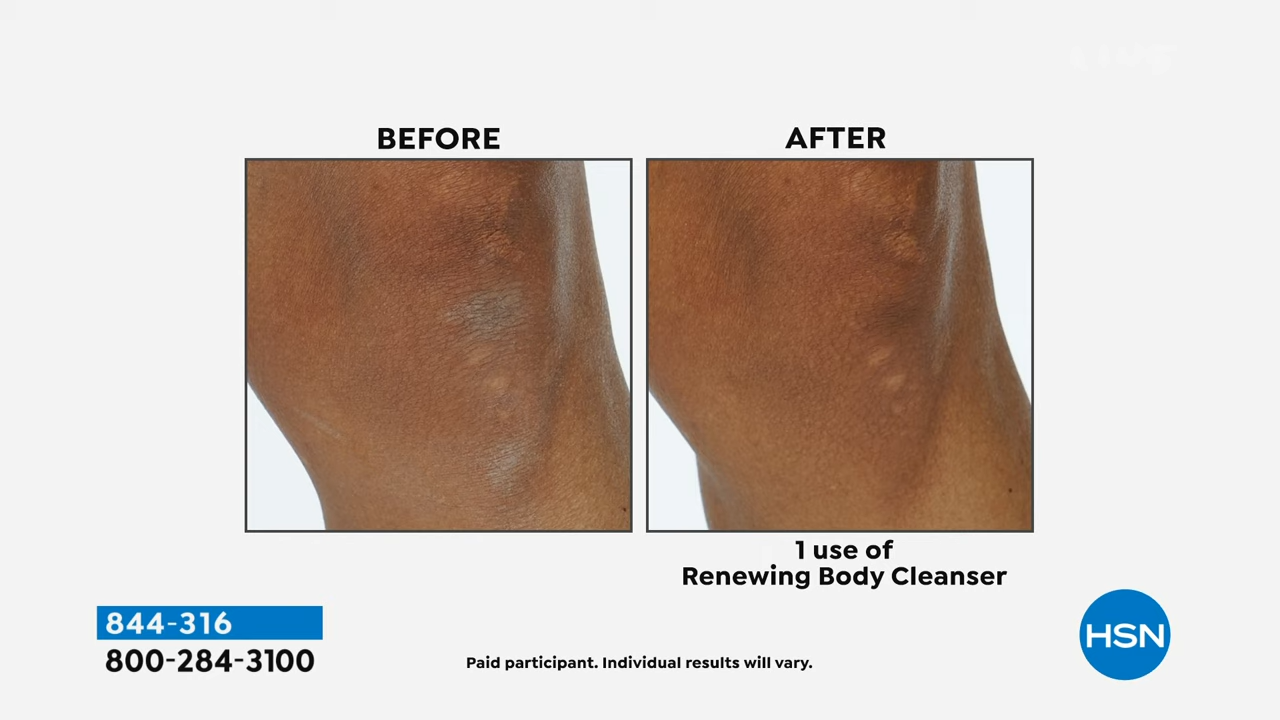 LIVE
BEFORE
AFTER
1 use of
Renewing Body Cleanser
844-316
800-284-3100
Paid participant. Individual results will vary.
HSN